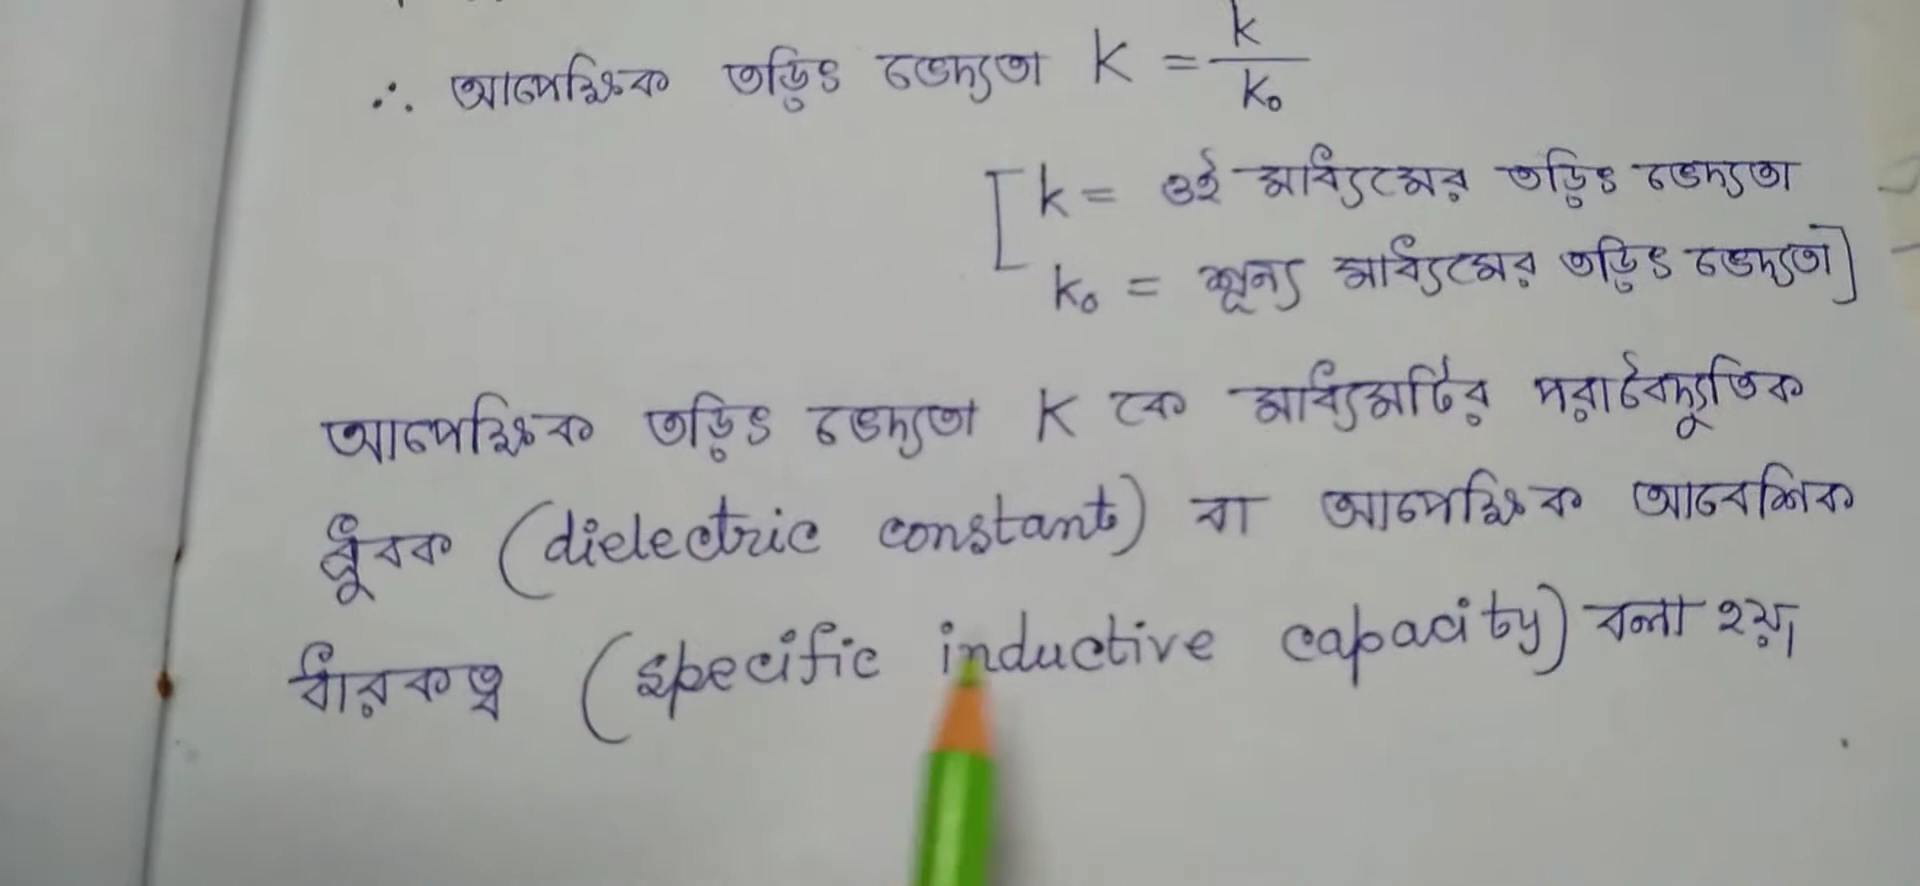 ∴ আপেক্ষিক তড়িৎ ভেদ্যতা K = k/k₀
[k = ওই মাধ্যমের তড়িৎ ভেদ্যতা
k₀ = শূন্য মাধ্যমের তড়িৎ ভেদ্যতা]
আপেক্ষিক তড়িৎ ভেদ্যতা K কে মাধ্যমটির পরাবৈদ্যুতিক
ধ্রুবক (dielectric constant) বা আপেক্ষিক আবেশিক
ধারকত্ব (specific inductive capacity) বলা হয়।